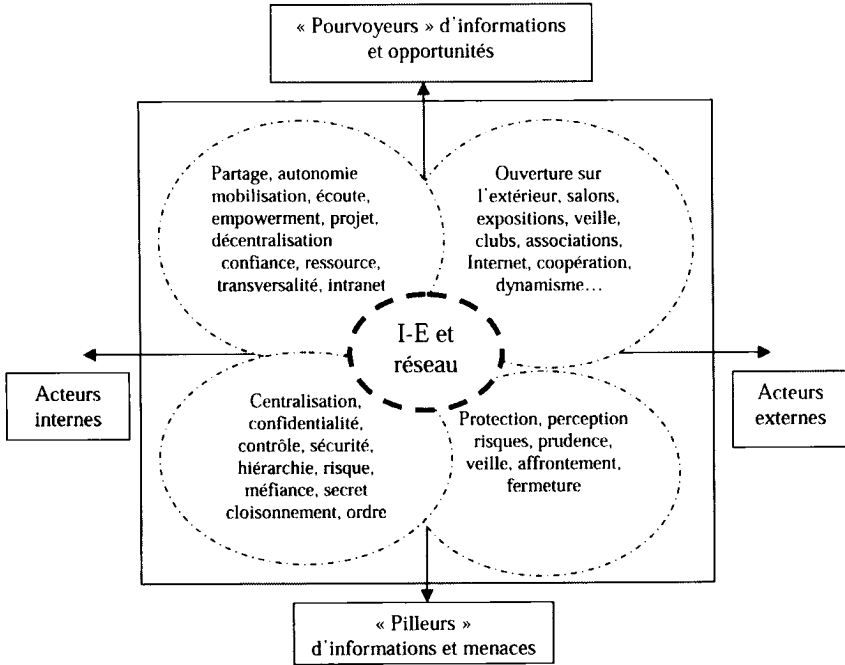 « Pourvoyeurs » d'informations
et opportunités
Partage, autonomie
mobilisation, écoute,
empowerment, projet,
décentralisation
confiance, ressource,
transversalité, intranet
Ouverture sur
l'extérieur, salons,
expositions, veille,
clubs, associations,
Internet, coopération,
dynamisme...
I-E et
réseau
Acteurs
internes
Acteurs
externes
Centralisation,
confidentialité,
contrôle, sécurité,
hiérarchie, risque,
méfiance, secret
cloisonnement, ordre
Protection, perception
risques, prudence,
veille, affrontement,
fermeture
« Pilleurs »
d'informations et menaces